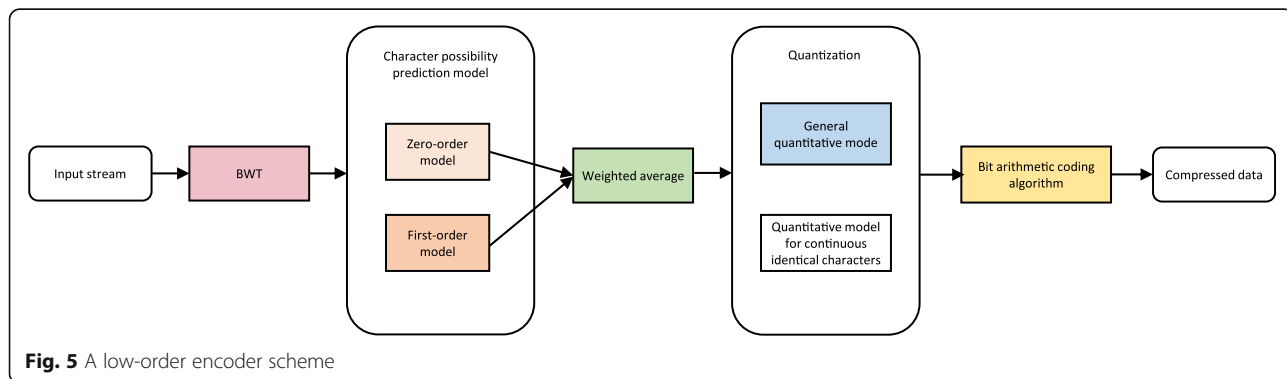 Input stream
BWT
Character possibility
prediction model
Zero-order
model
First-order
model
Weighted average
Quantization
General
quantitative mode
Quantitative model
for continuous
identical characters
Bit arithmetic coding
algorithm
Compressed data
Fig. 5 A low-order encoder scheme